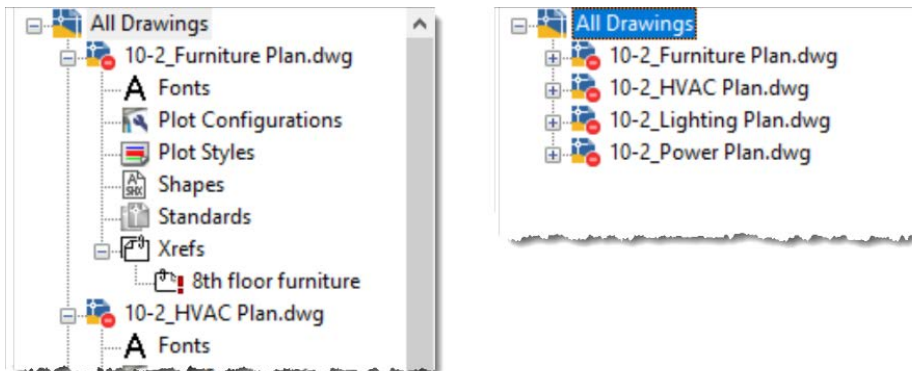 All Drawings
10-2_Furniture Plan.dwg
A Fonts
Plot Configurations
Plot Styles
Shapes
Standards
Xrefs
8th floor furniture
10-2_HVAC Plan.dwg
A Fonts
All Drawings
10-2_Furniture Plan.dwg
10-2_HVAC Plan.dwg
10-2_Lighting Plan.dwg
10-2_Power Plan.dwg